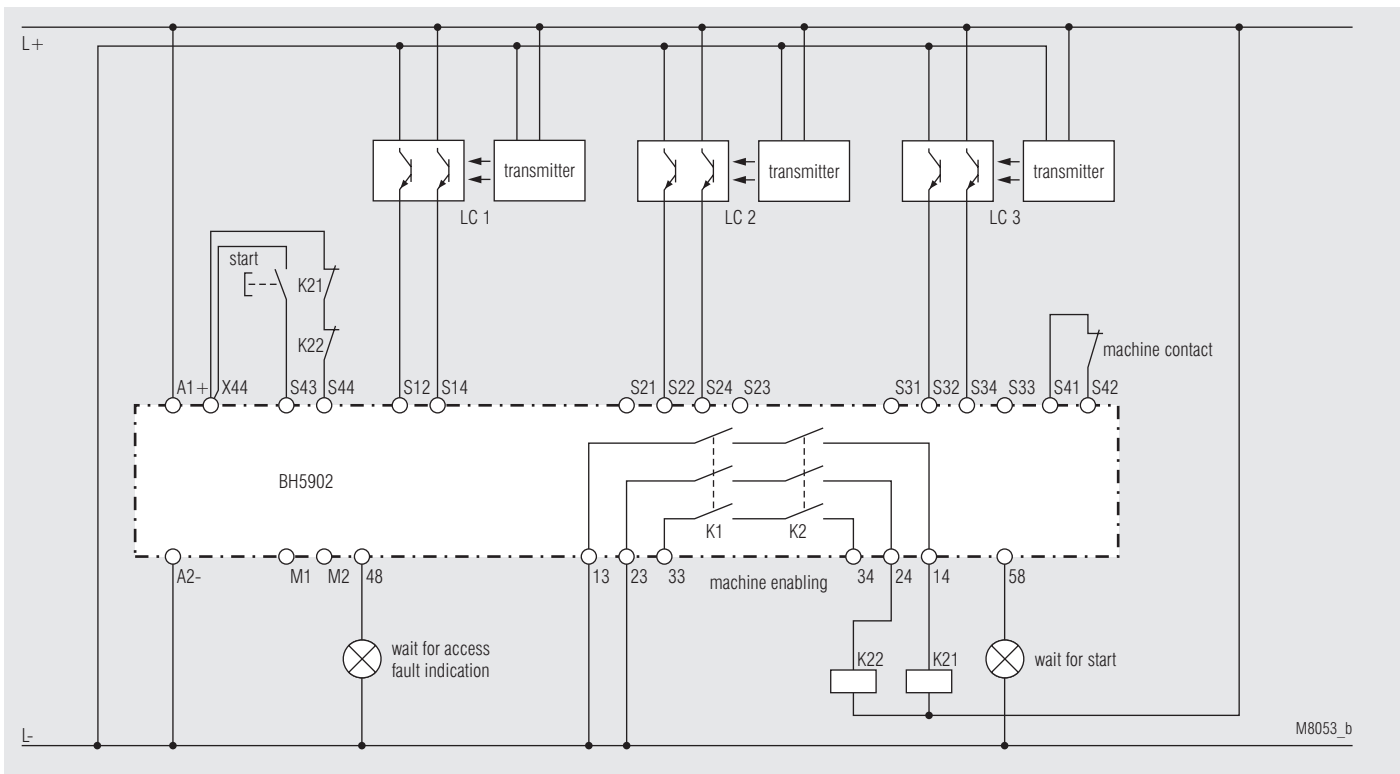 L+
transmitter
transmitter
transmitter
LC 1
LC 2
LC 3
start
K21
K22
machine contact
A1+
X44
S43
S44
S12
S14
S21
S22
S24
S23
S31
S32
S34
S33
S41
S42
BH5902
K1
K2
A2-
M1
M2
48
13
23
33
machine enabling
34
24
14
58
wait for access
fault indication
K22
K21
wait for start
L-
M8053_b